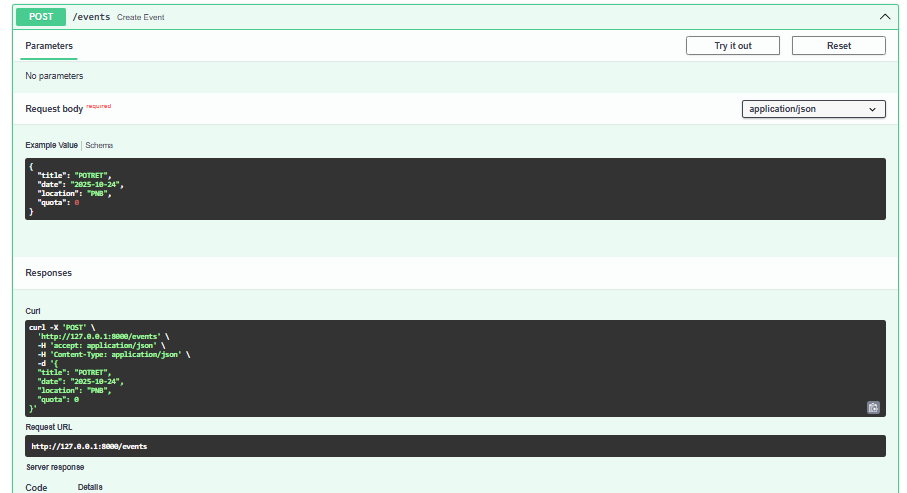 POST /events Create Event
Parameters
Try it out
Reset
No parameters
Request body required
application/json
Example Value | Schema
{
  "title": "POTRET",
  "date": "2025-10-24",
  "location": "PNB",
  "quota": 0
}
Responses
Curl
curl -X 'POST' \
  'http://127.0.0.1:8000/events' \
  -H 'accept: application/json' \
  -H 'Content-Type: application/json' \
  -d '{
  "title": "POTRET",
  "date": "2025-10-24",
  "location": "PNB",
  "quota": 0
}'
Request URL
http://127.0.0.1:8000/events
Server response
Code Details